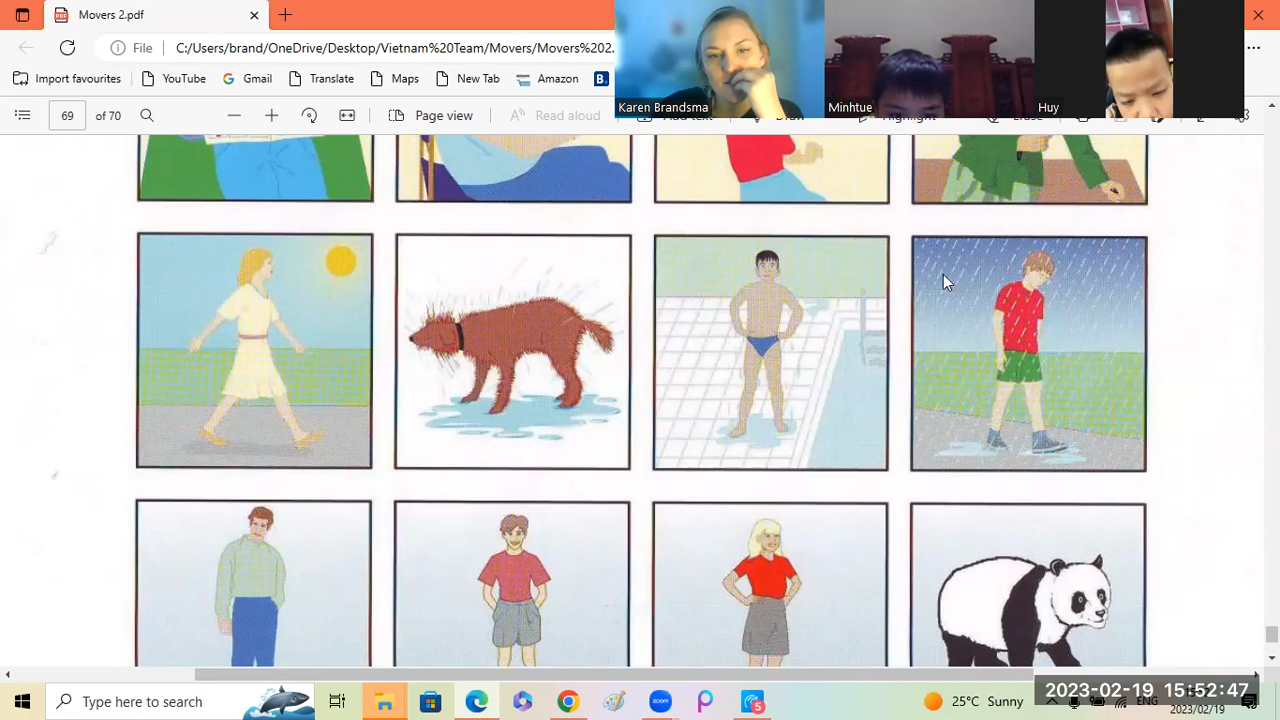 Movers 2.pdf
File
C:/Users/brand/OneDrive/Desktop/Vietnam%20Team/Movers/Movers%202.
Import favourites
YouTube
Gmail
Translate
Maps
New Tab
Amazon
B.
Karen Brandsma
Minhtue
Huy
69
of 70
Page view
Read aloud
Type here to search
5
25°C Sunny
ENG
2023-02-19 15:52:47
2023/02/19